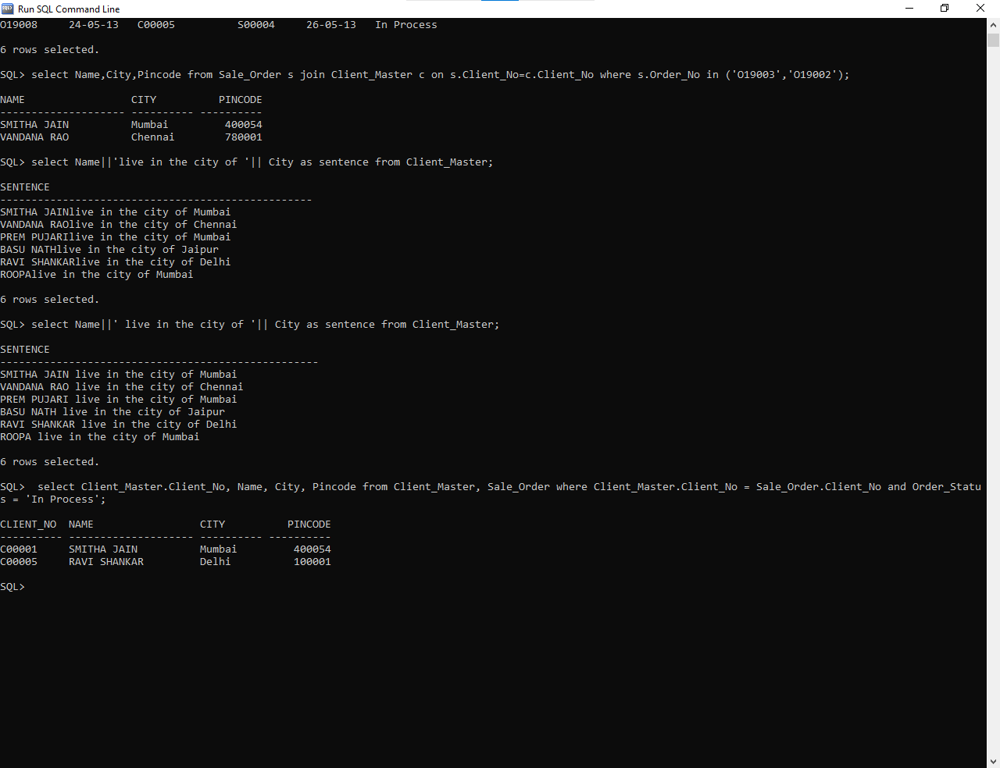 Run SQL Command Line
O19008     24-05-13   C00005          S00004     26-05-13   In Process
6 rows selected.
SQL> select Name,City,Pincode from Sale_Order s join Client_Master c on s.Client_No=c.Client_No where s.Order_No in ('O19003','O19002');
NAME                 CITY          PINCODE
-------------------- ---------- ----------
SMITHA JAIN          Mumbai         400054
VANDANA RAO          Chennai        780001
SQL> select Name||'live in the city of '|| City as sentence from Client_Master;
SENTENCE
--------------------------------------------------
SMITHA JAINlive in the city of Mumbai
VANDANA RAOlive in the city of Chennai
PREM PUJARIlive in the city of Mumbai
BASU NATHlive in the city of Jaipur
RAVI SHANKARlive in the city of Delhi
ROOPAlive in the city of Mumbai
6 rows selected.
SQL> select Name||' live in the city of '|| City as sentence from Client_Master;
SENTENCE
---------------------------------------------------
SMITHA JAIN live in the city of Mumbai
VANDANA RAO live in the city of Chennai
PREM PUJARI live in the city of Mumbai
BASU NATH live in the city of Jaipur
RAVI SHANKAR live in the city of Delhi
ROOPA live in the city of Mumbai
6 rows selected.
SQL>  select Client_Master.Client_No, Name, City, Pincode from Client_Master, Sale_Order where Client_Master.Client_No = Sale_Order.Client_No and Order_Statu
s = 'In Process';
CLIENT_NO  NAME                 CITY          PINCODE
---------- -------------------- ---------- ----------
C00001     SMITHA JAIN          Mumbai         400054
C00005     RAVI SHANKAR         Delhi          100001
SQL>